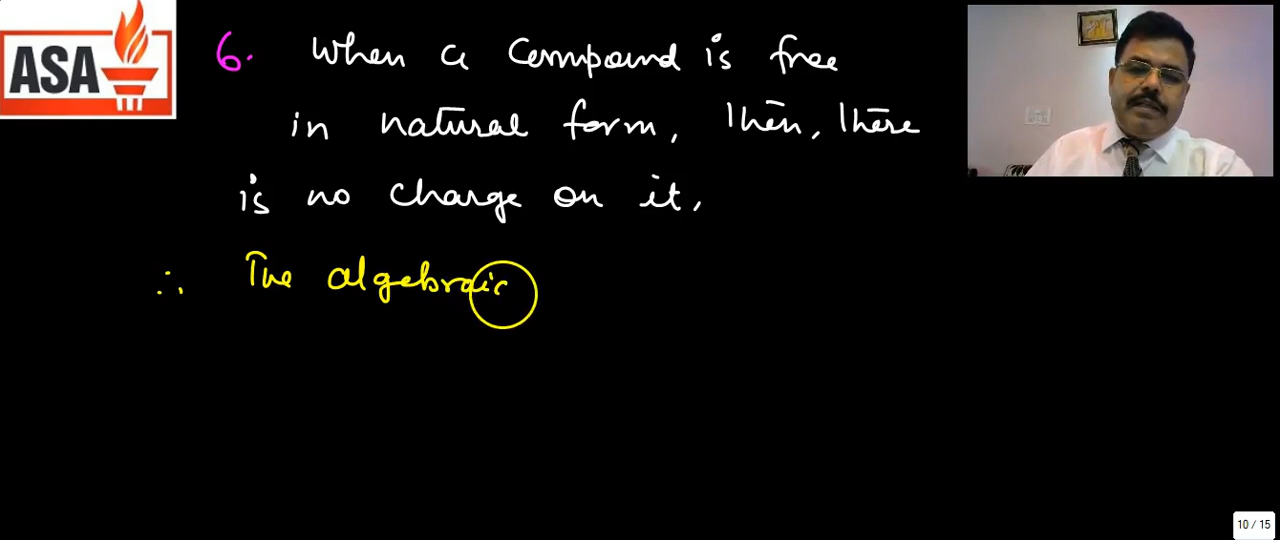 ASA
6. When a compound is free
in natural form, Then, There
is no charge on it,
∴ The algebraic
10 / 15